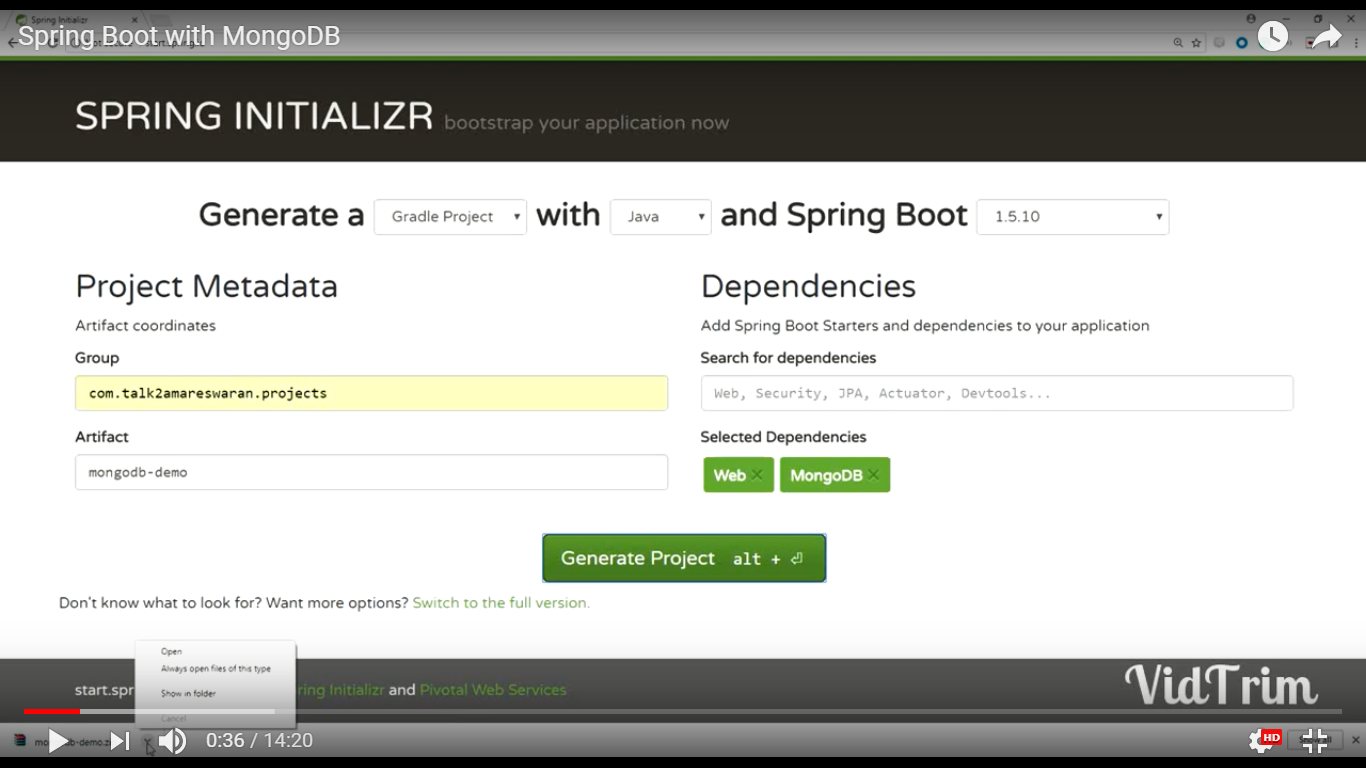 Spring Initializr
Spring Boot with MongoDB
SPRING INITIALIZR bootstrap your application now
Generate a Gradle Project with Java and Spring Boot 1.5.10
Project Metadata
Artifact coordinates
Group
com.talk2amareswaran.projects
Artifact
mongodb-demo
Dependencies
Add Spring Boot Starters and dependencies to your application
Search for dependencies
Web, Security, JPA, Actuator, Devtools...
Selected Dependencies
Web MongoDB
Generate Project alt + ⏎
Don't know what to look for? Want more options? Switch to the full version.
Open
Always open files of this type
Show in folder
Cancel
start.spr
ring Initializr and Pivotal Web Services
VidTrim
0:36 / 14:20
HD